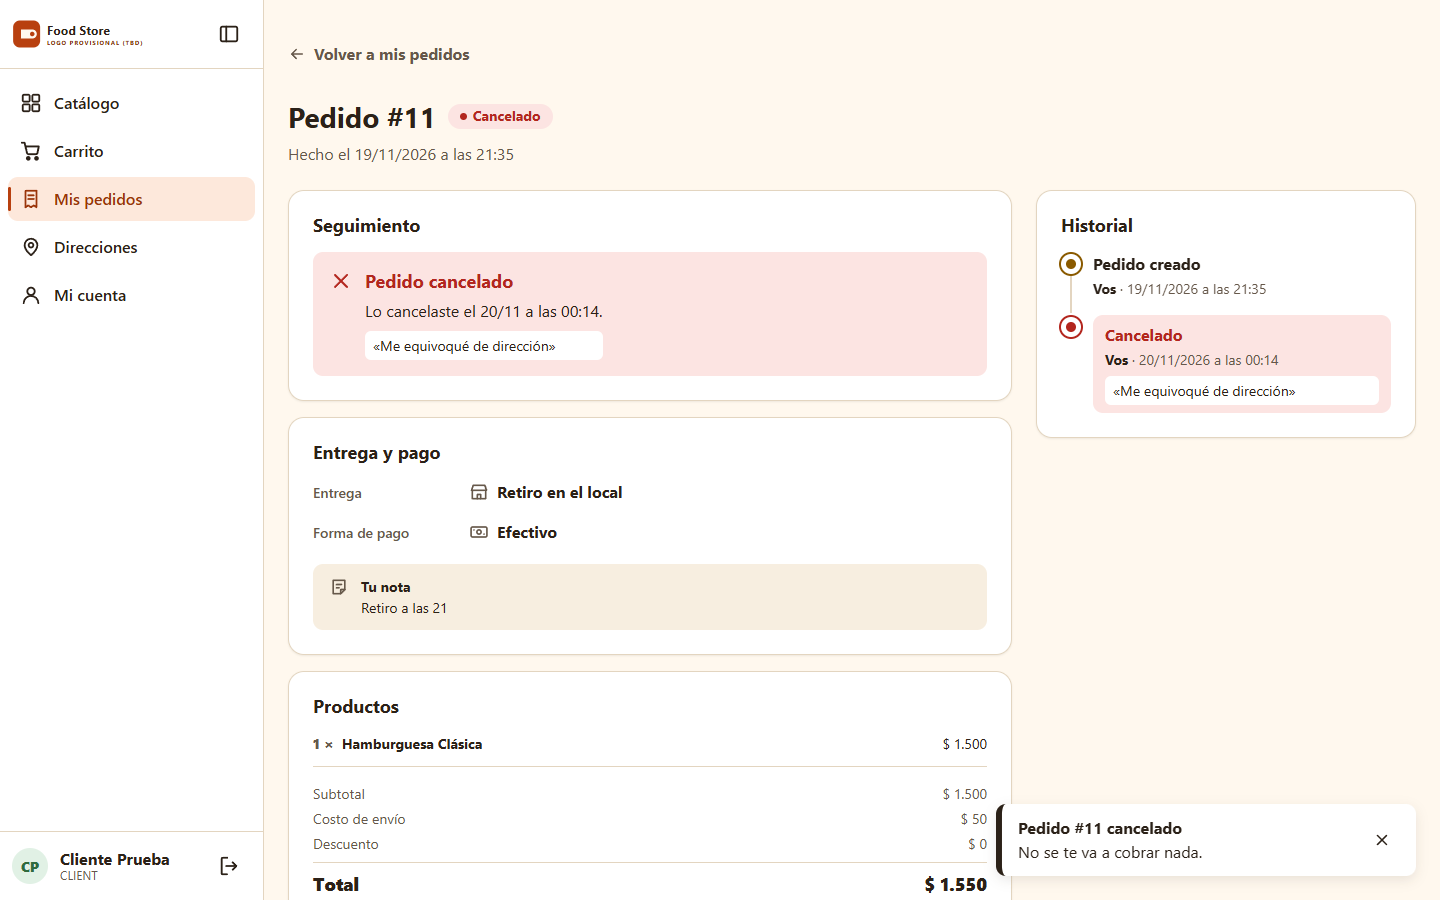 Food Store
LOGO PROVISIONAL (TBD)
Catálogo
Carrito
Mis pedidos
Direcciones
Mi cuenta
CP
Cliente Prueba
CLIENT
Volver a mis pedidos
Pedido #11
Cancelado
Hecho el 19/11/2026 a las 21:35
Seguimiento
Pedido cancelado
Lo cancelaste el 20/11 a las 00:14.
«Me equivoqué de dirección»
Entrega y pago
Entrega
Retiro en el local
Forma de pago
Efectivo
Tu nota
Retiro a las 21
Productos
1 × Hamburguesa Clásica $ 1.500
Subtotal $ 1.500
Costo de envío $ 50
Descuento $ 0
Total $ 1.550
Historial
Pedido creado
Vos · 19/11/2026 a las 21:35
Cancelado
Vos · 20/11/2026 a las 00:14
«Me equivoqué de dirección»
Pedido #11 cancelado
No se te va a cobrar nada.